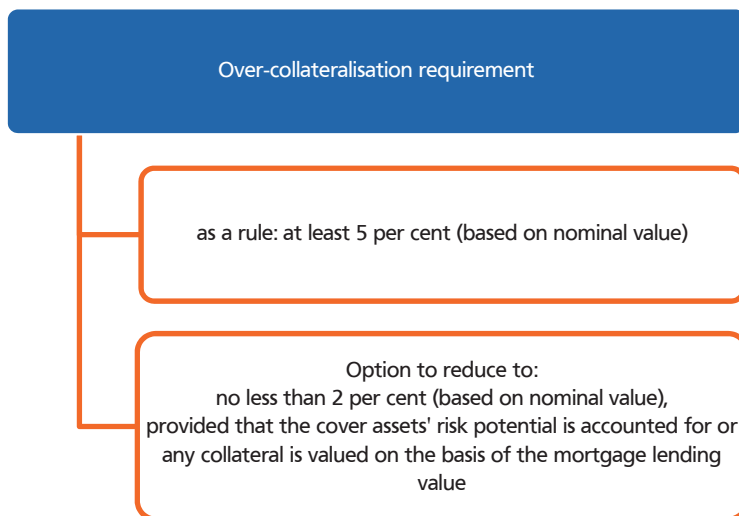 Over-collateralisation requirement
as a rule: at least 5 per cent (based on nominal value)
Option to reduce to:
no less than 2 per cent (based on nominal value),
provided that the cover assets' risk potential is accounted for or
any collateral is valued on the basis of the mortgage lending
value